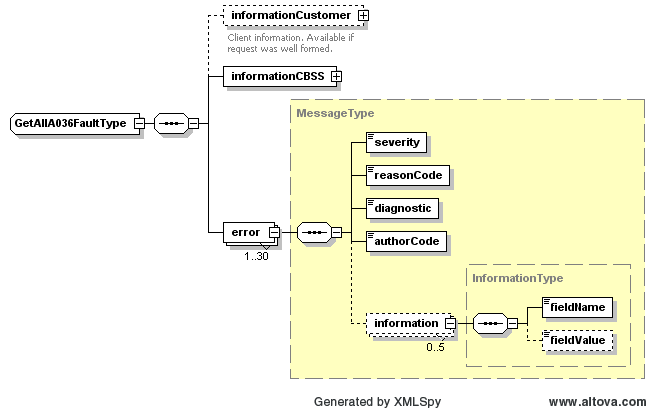 informationCustomer
Client information. Available if
request was well formed.
informationCBSS
GetAllA036FaultType
MessageType
severity
reasonCode
diagnostic
authorCode
error
1..30
InformationType
fieldName
information
0..5
fieldValue
Generated by XMLSpy
www.altova.com